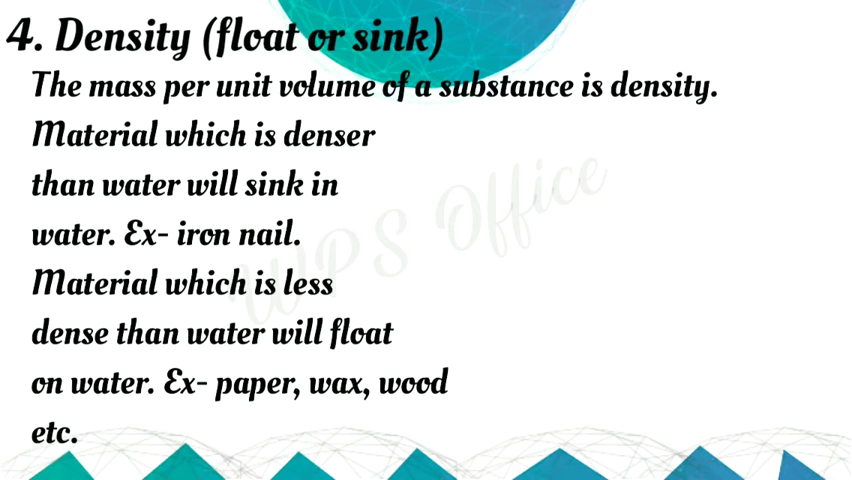 4. Density (float or sink)
The mass per unit volume of a substance is density.
Material which is denser
than water will sink in
water. Ex- iron nail.
Material which is less
dense than water will float
on water. Ex- paper, wax, wood
etc.
WPS Office